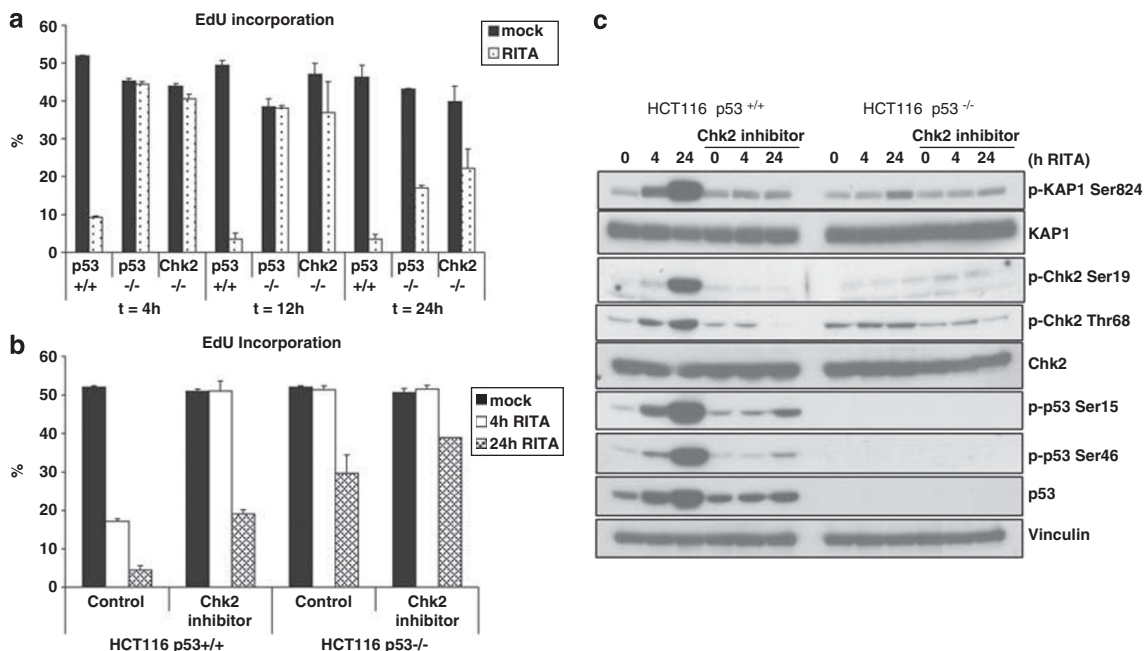 a
EdU incorporation
mock
RITA
60
50
40
30
20
10
0
%
p53 p53 Chk2 p53 p53 Chk2 p53 p53 Chk2
+/+ -/- -/- +/+ -/- -/- +/+ -/- -/-
t = 4h t = 12h t = 24h
b
EdU Incorporation
mock
4h RITA
24h RITA
60
50
40
30
20
10
0
%
Control Chk2 inhibitor Control Chk2 inhibitor
HCT116 p53+/+ HCT116 p53-/-
c
HCT116 p53 +/+ HCT116 p53 -/-
Chk2 inhibitor Chk2 inhibitor
0 4 24 0 4 24 0 4 24 0 4 24 (h RITA)
p-KAP1 Ser824
KAP1
p-Chk2 Ser19
p-Chk2 Thr68
Chk2
p-p53 Ser15
p-p53 Ser46
p53
Vinculin